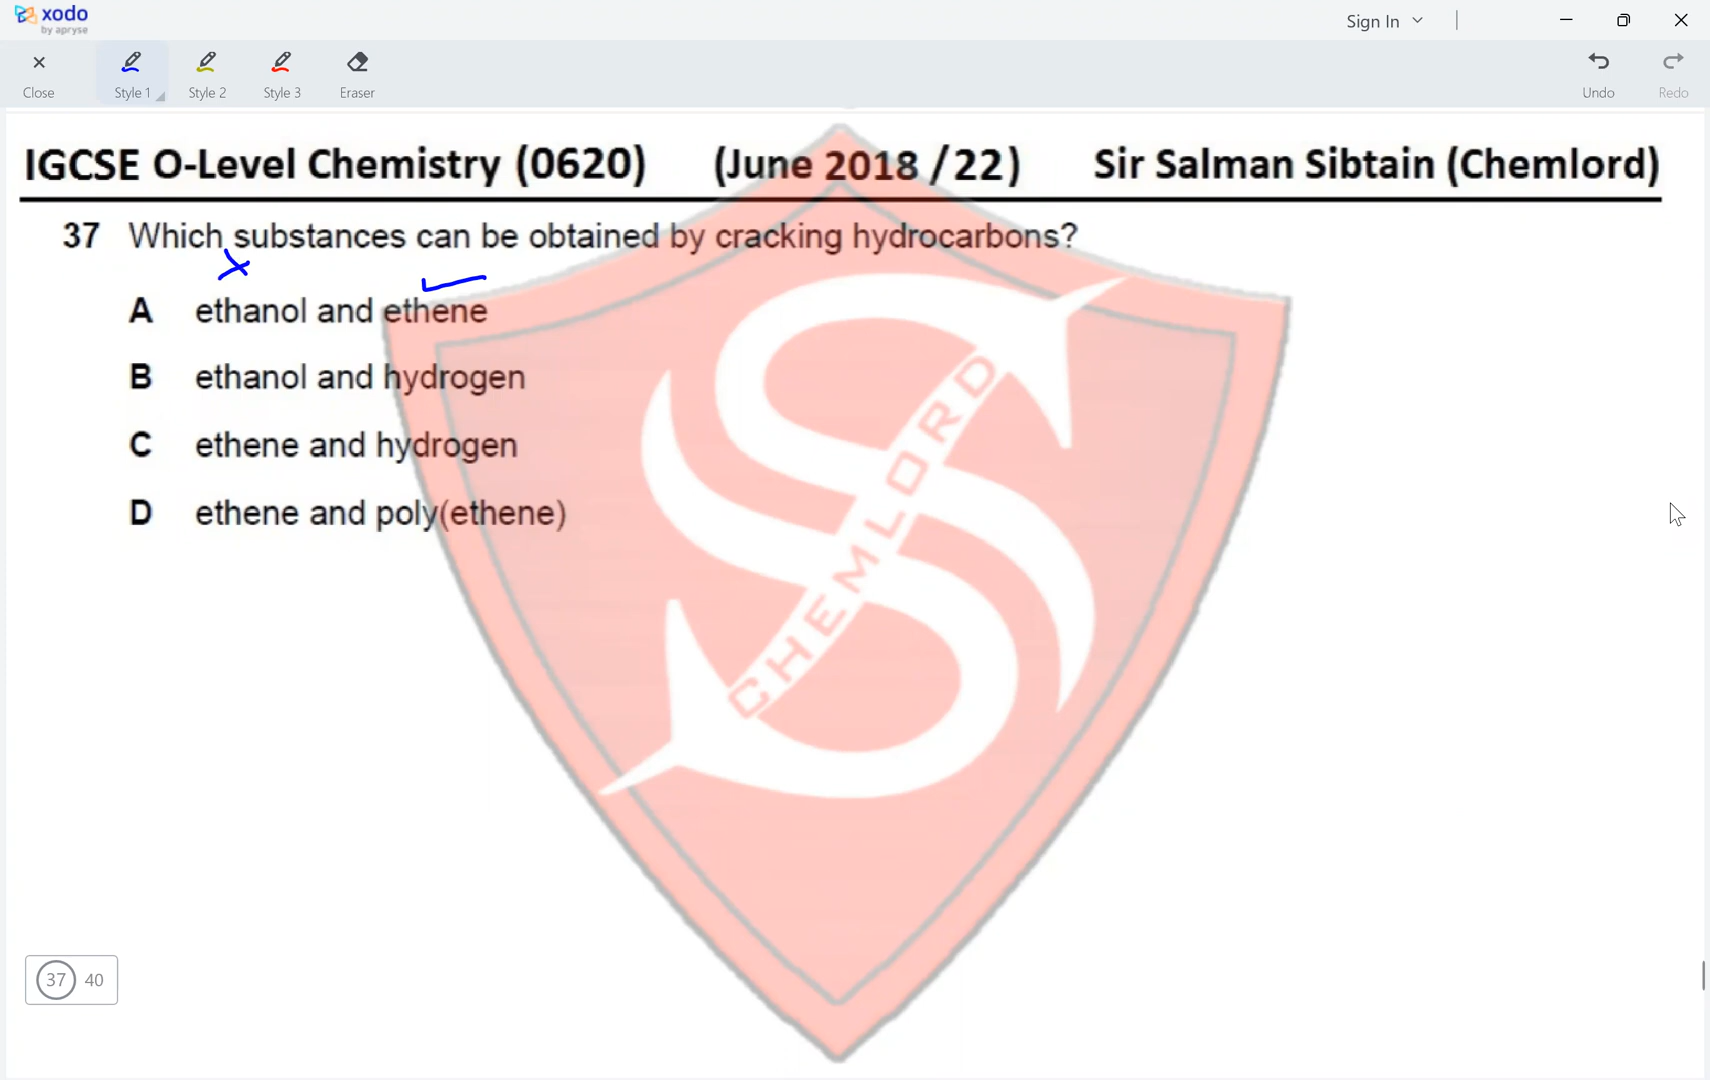 xodo
by apryse
Sign In
Close
Style 1
Style 2
Style 3
Eraser
Undo
Redo
IGCSE O-Level Chemistry (0620) (June 2018 /22) Sir Salman Sibtain (Chemlord)
37 Which substances can be obtained by cracking hydrocarbons?
A ethanol and ethene
B ethanol and hydrogen
C ethene and hydrogen
D ethene and poly(ethene)
CHEMLORD
37 40